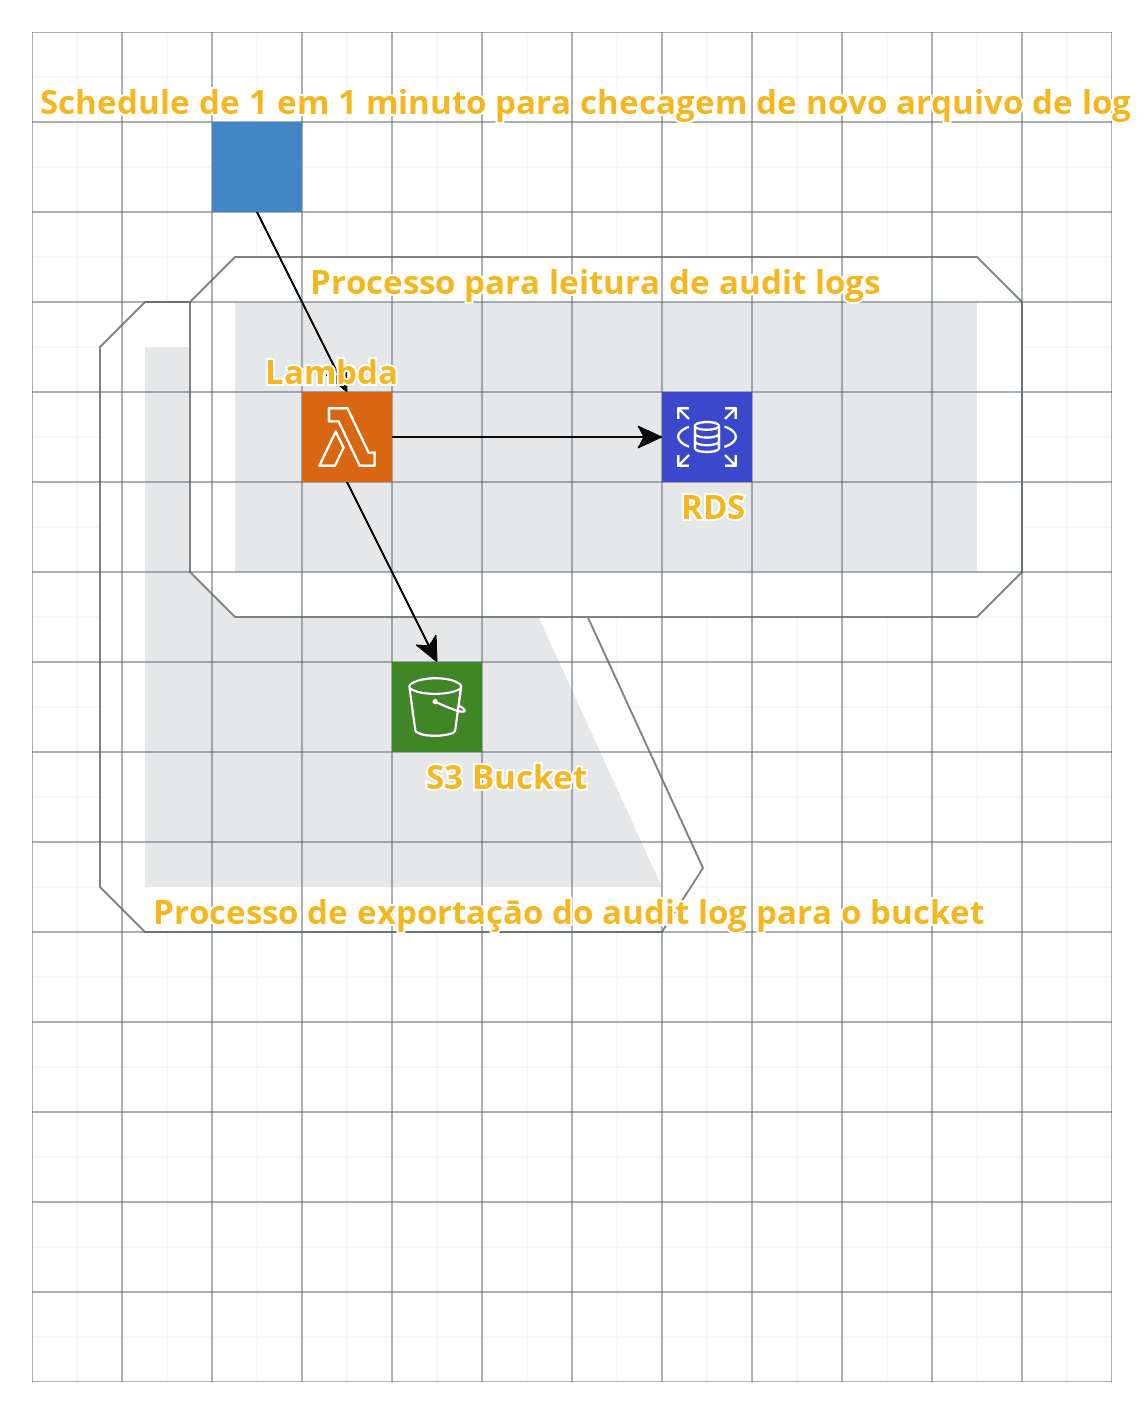 Schedule de 1 em 1 minuto para checagem de novo arquivo de log
Processo para leitura de audit logs
Lambda
RDS
S3 Bucket
Processo de exportação do audit log para o bucket